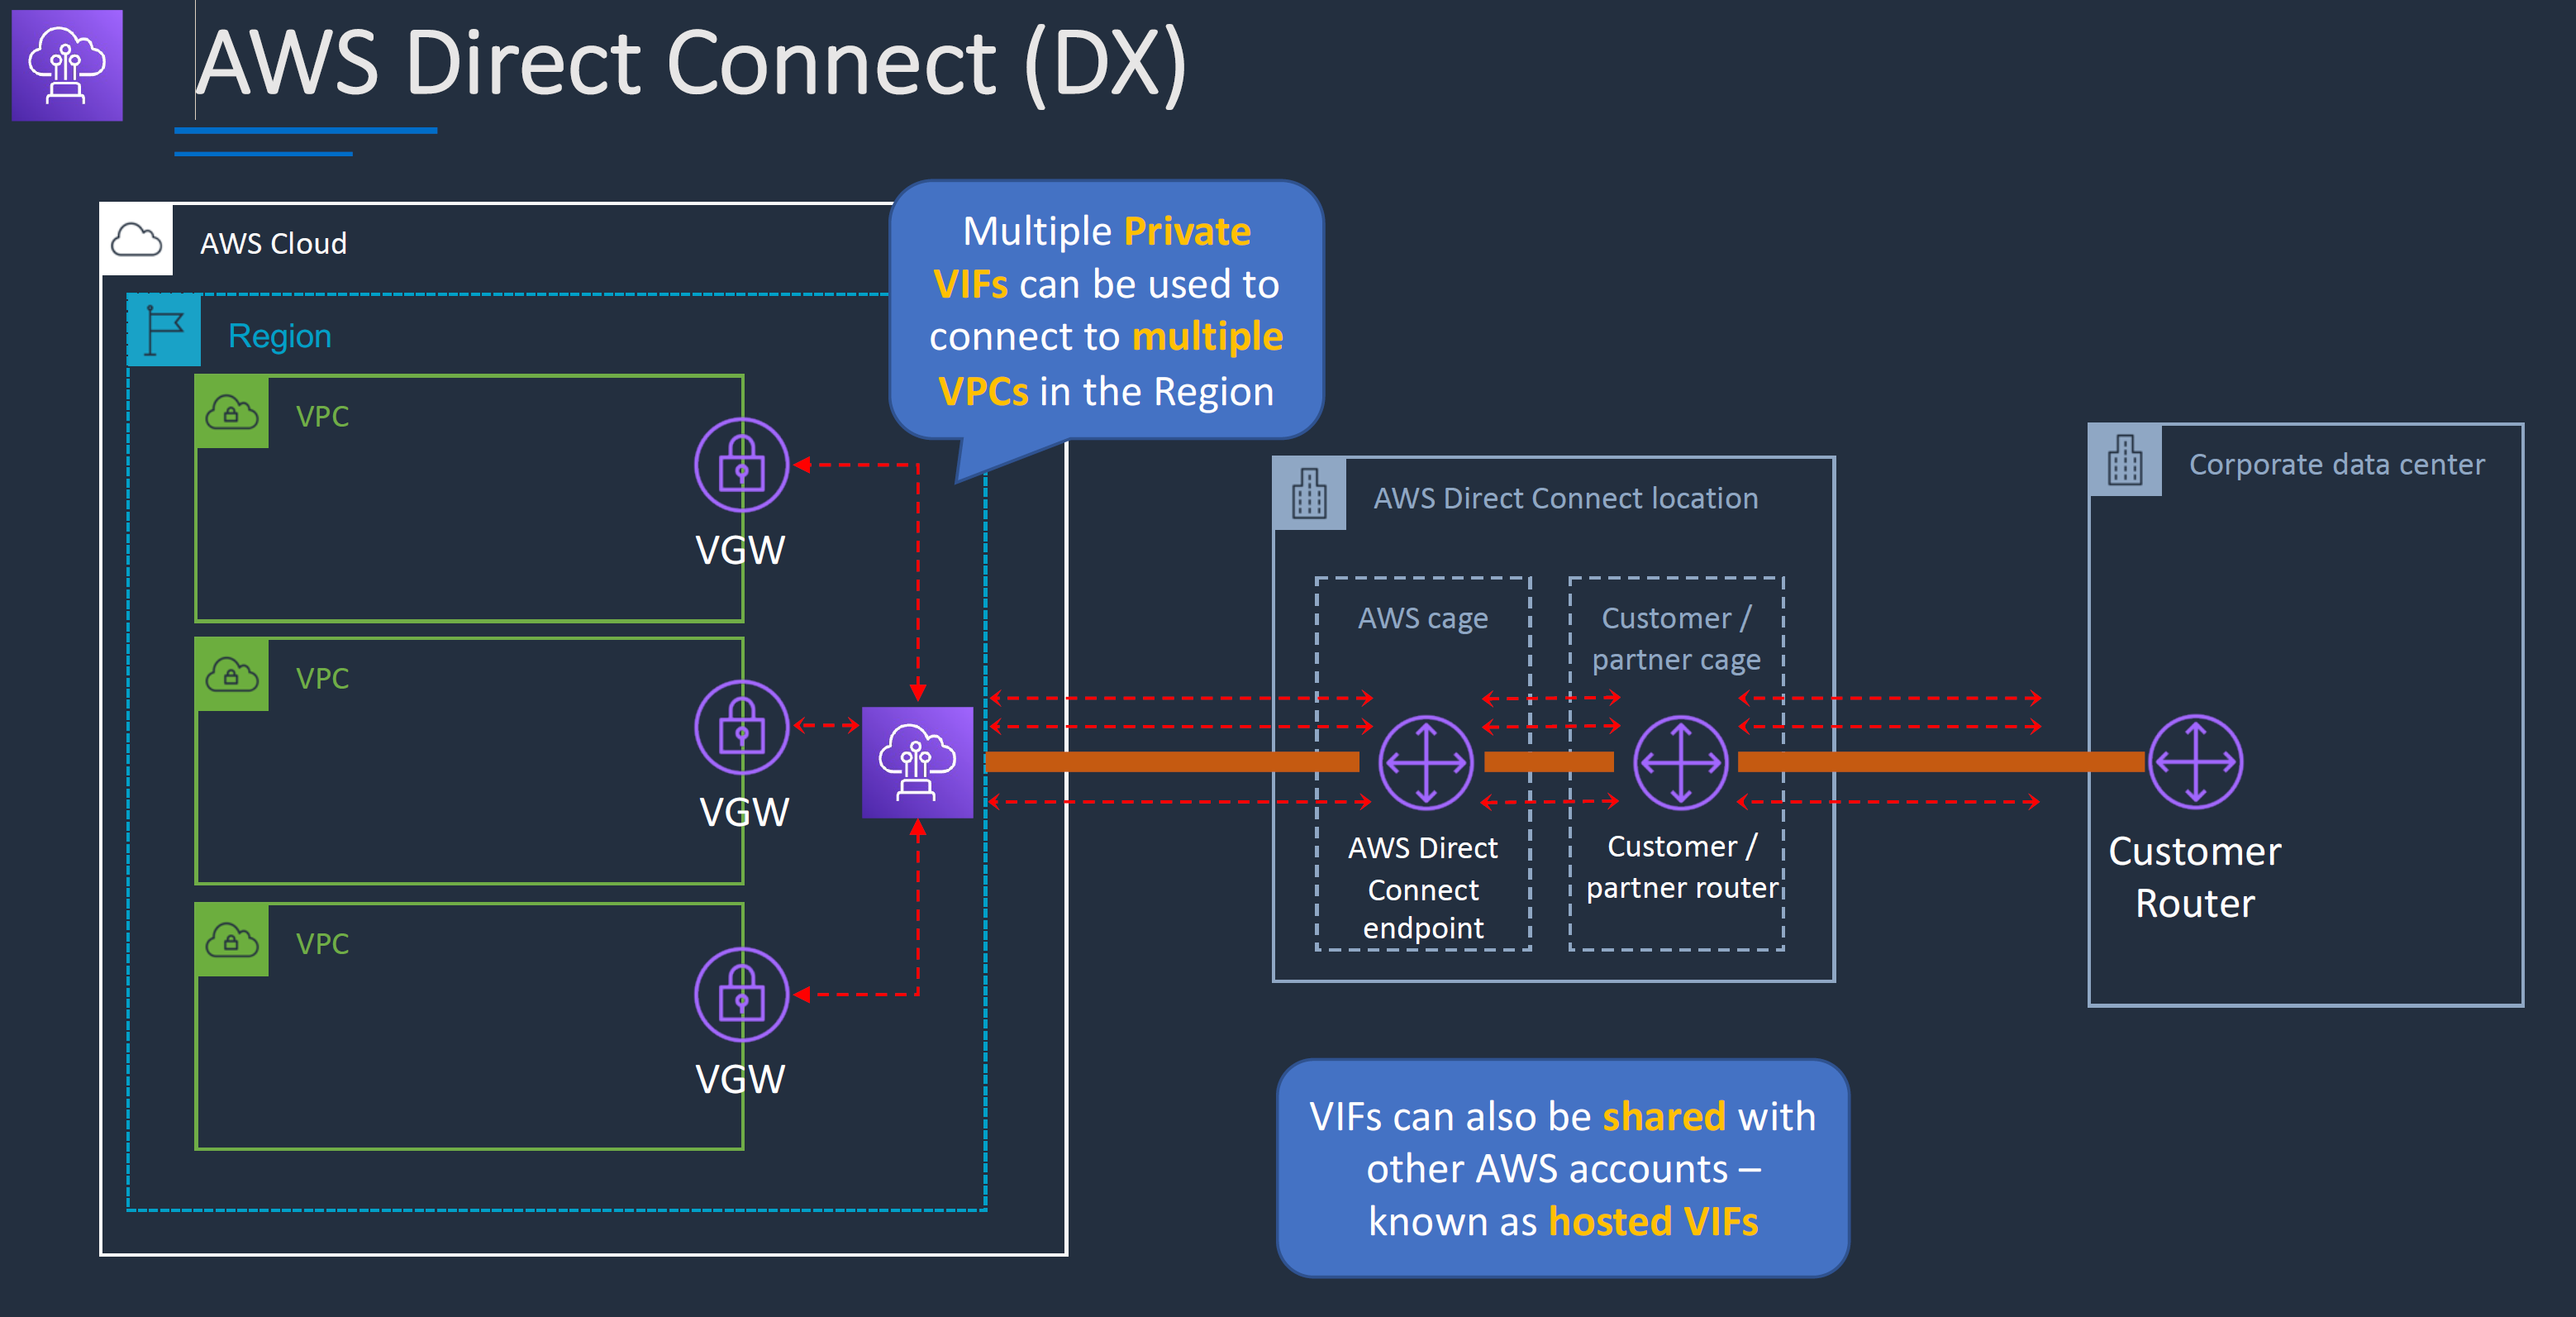 AWS Direct Connect (DX)
AWS Cloud
Region
Multiple Private
VIFs can be used to
connect to multiple
VPCs in the Region
VPC
VGW
VPC
VGW
VPC
VGW
AWS Direct Connect location
AWS cage
Customer /
partner cage
AWS Direct
Connect
endpoint
Customer /
partner router
Corporate data center
Customer
Router
VIFs can also be shared with
other AWS accounts –
known as hosted VIFs